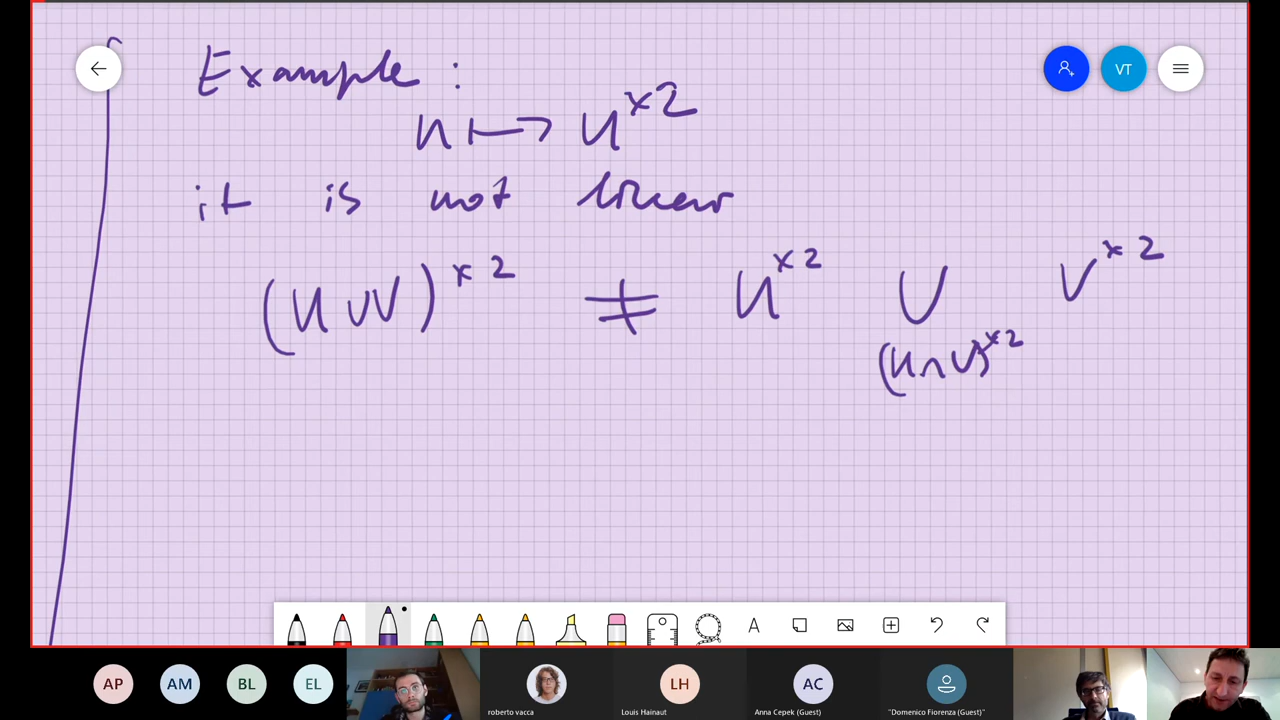 Example :
U ↦ U^{×2}
it is not linear
(U ∪ V)^{×2} ≠ U^{×2} ∪ V^{×2}
(U∩V)^{×2}
VT
A
AP AM BL EL LH AC
roberto vacca Louis Hainaut Anna Cepek (Guest) "Domenico Fiorenza (Guest)"